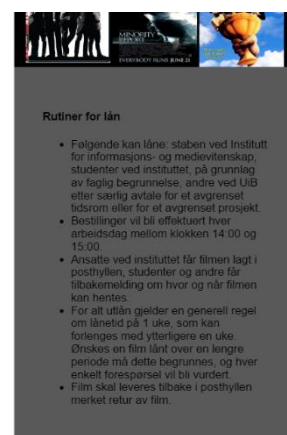 MINORITY
REPORT
EVERYBODY RUNS JUNE 21
Rutiner for lån
• Følgende kan låne: staben ved Institutt
for informasjons- og medievitenskap,
studenter ved instituttet, på grunnlag
av faglig begrunnelse, andre ved UiB
etter særlig avtale for et avgrenset
tidsrom eller for et avgrenset prosjekt.
• Bestillinger vil bli effektuert hver
arbeidsdag mellom klokken 14:00 og
15:00.
• Ansatte ved instituttet får filmen lagt i
posthyllen, studenter og andre får
tilbakemelding om hvor og når filmen
kan hentes.
• For alt utlån gjelder en generell regel
om lånetid på 1 uke, som kan
forlenges med ytterligere en uke.
Ønskes en film lånt over en lengre
periode må dette begrunnes, og hver
enkelt forespørsel vil bli vurdert.
• Film skal leveres tilbake i posthyllen
merket retur av film.